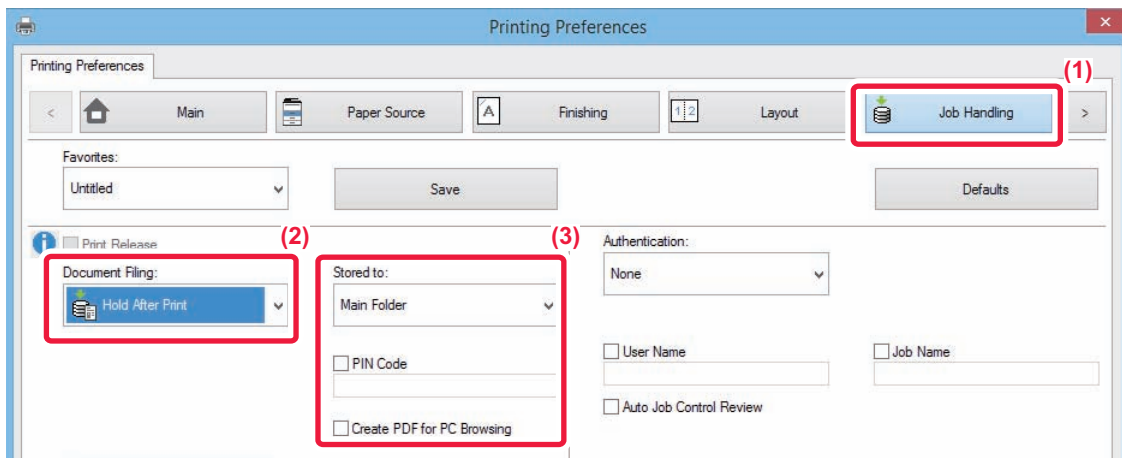 Printing Preferences
×
Printing Preferences
(1)
<
Main
Paper Source
A
Finishing
1 2
Layout
Job Handling
>
Favorites:
Untitled
Save
Defaults
Print Release
(2)
(3)
Authentication:
Document Filing:
Stored to:
None
Hold After Print
Main Folder
PIN Code
User Name
Job Name
Auto Job Control Review
Create PDF for PC Browsing